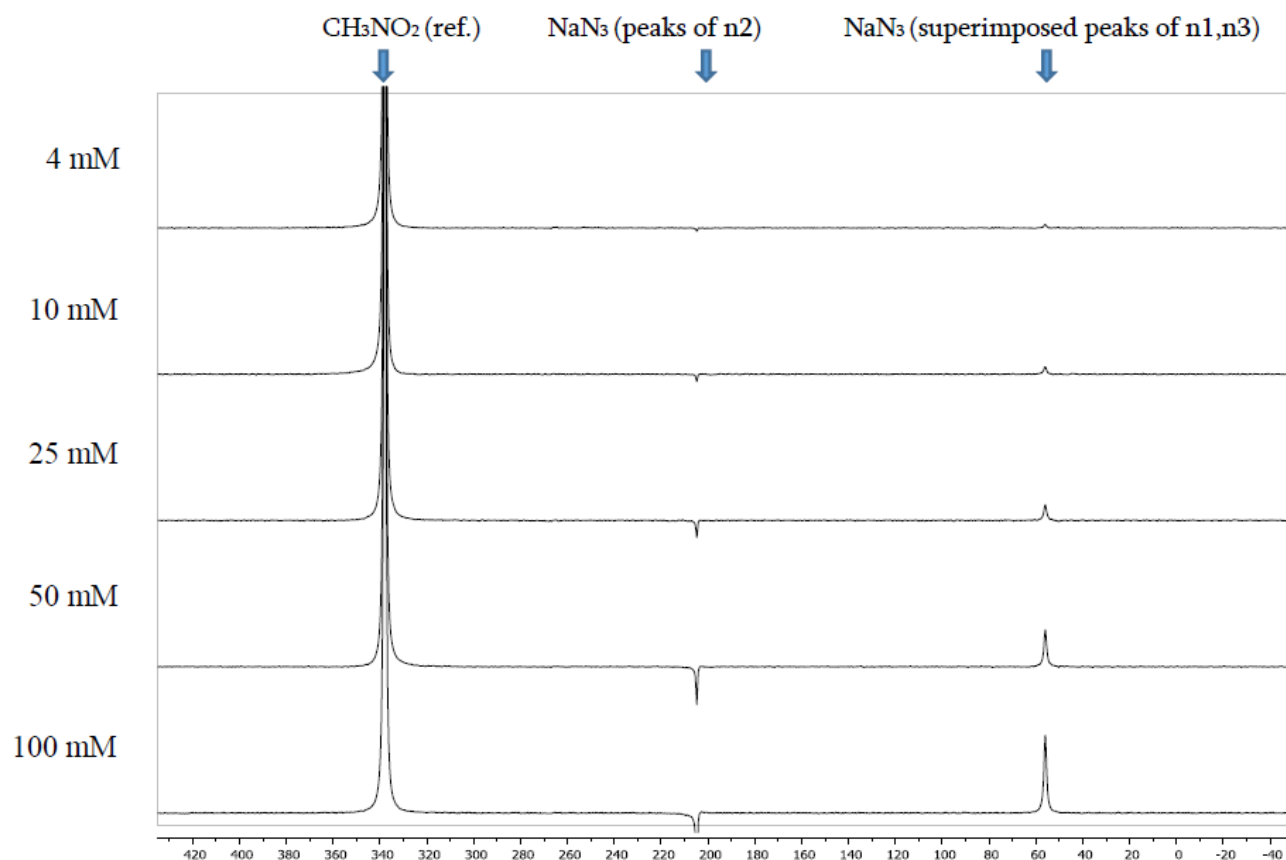 CH₃NO₂ (ref.) NaN₃ (peaks of n2) NaN₃ (superimposed peaks of n1,n3)
4 mM
10 mM
25 mM
50 mM
100 mM
420 400 380 360 340 320 300 280 260 240 220 200 180 160 140 120 100 80 60 40 20 0 -20 -40